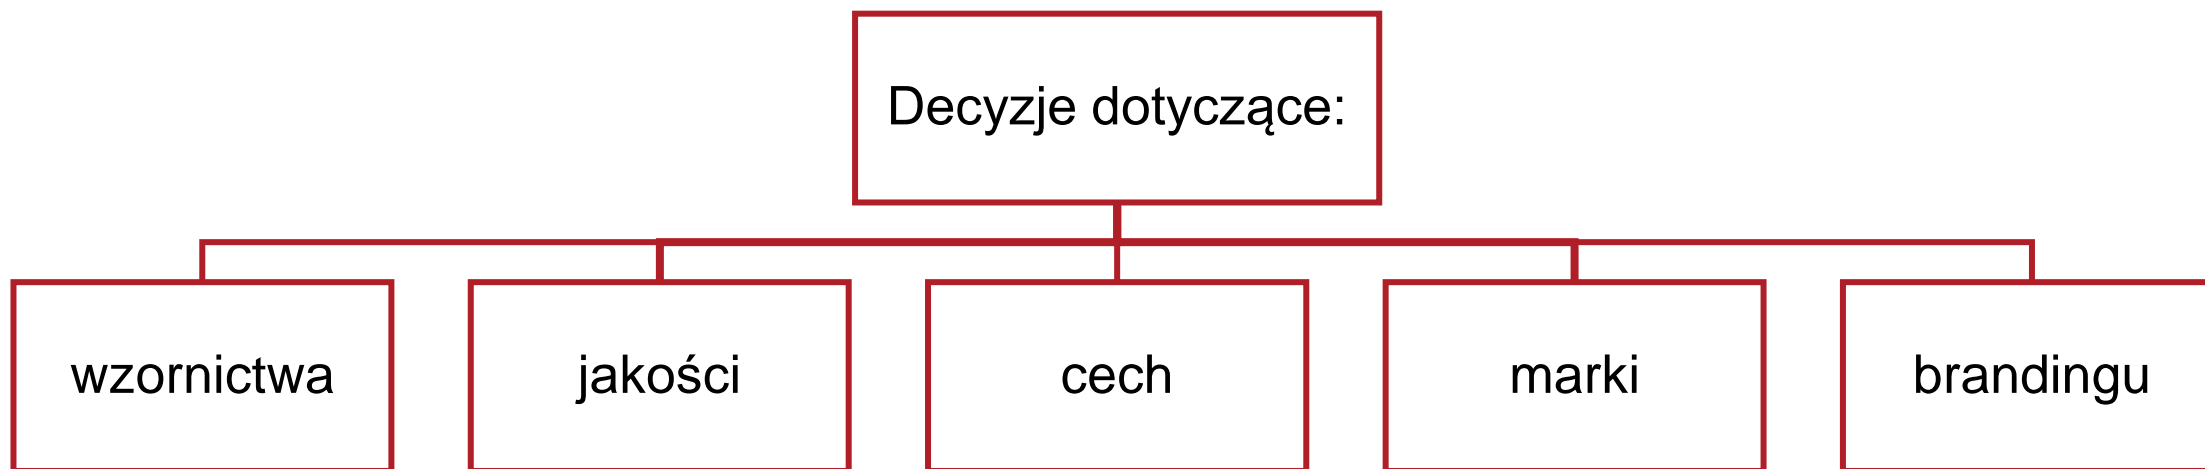 Decyzje dotyczące:
wzornictwa
jakości
cech
marki
brandingu